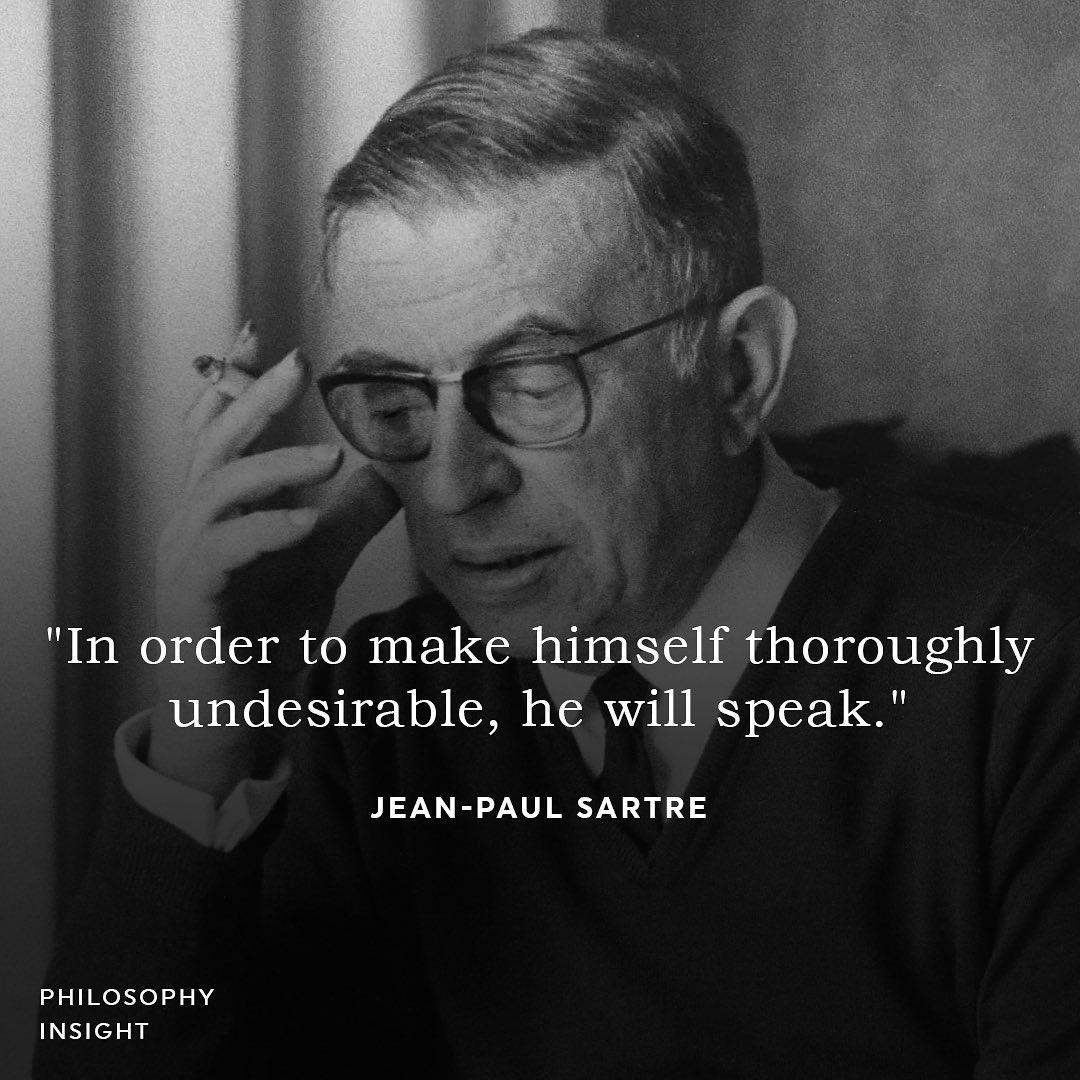 "In order to make himself thoroughly
undesirable, he will speak."
JEAN-PAUL SARTRE
PHILOSOPHY
INSIGHT